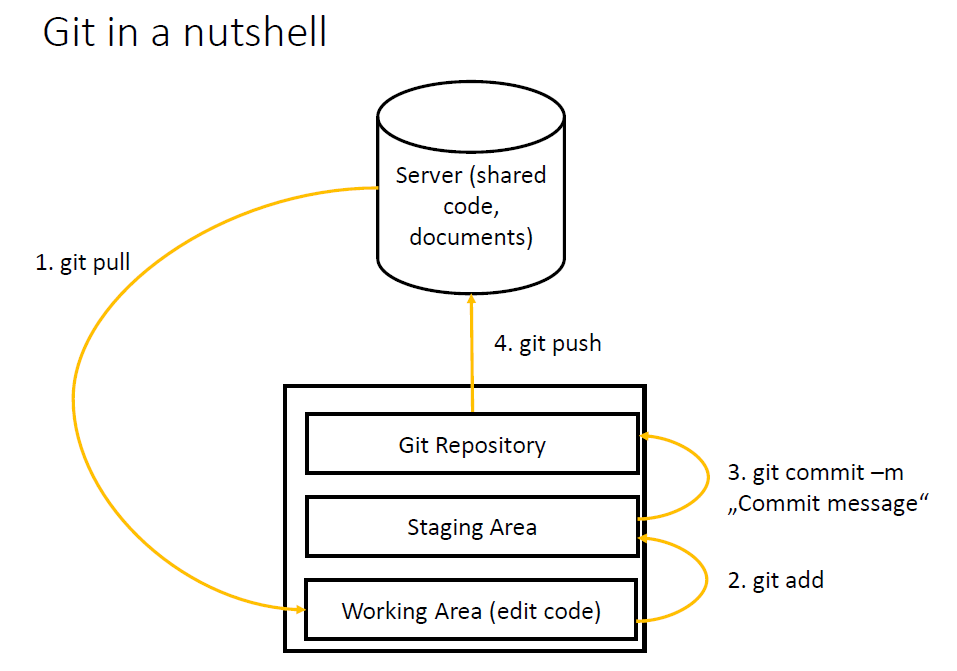 Git in a nutshell
Server (shared
code,
documents)
1. git pull
4. git push
Git Repository
3. git commit –m
„Commit message“
Staging Area
2. git add
Working Area (edit code)